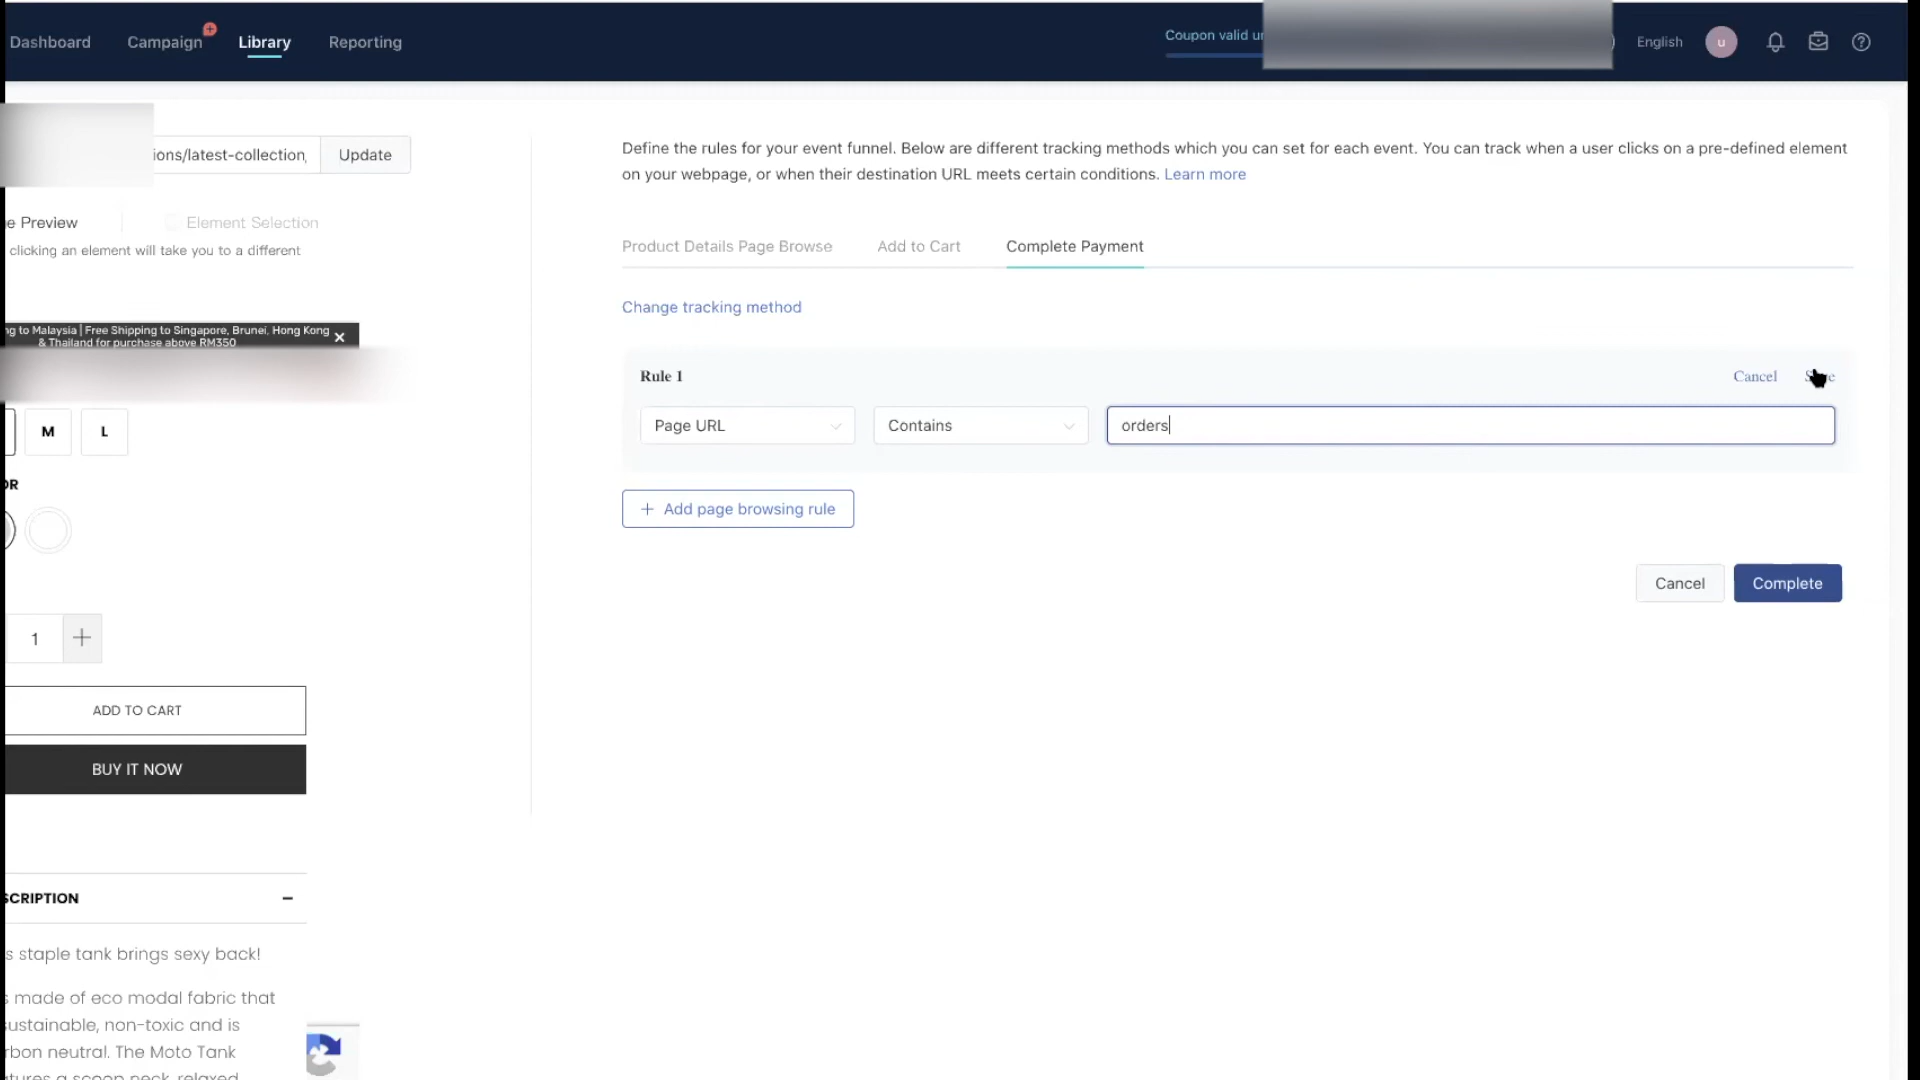 Dashboard
Campaign
Library
Reporting
Coupon valid
English
u
ions/latest-collection,
Update
Define the rules for your event funnel. Below are different tracking methods which you can set for each event. You can track when a user clicks on a pre-defined element
on your webpage, or when their destination URL meets certain conditions. Learn more
e Preview
Element Selection
clicking an element will take you to a different
Product Details Page Browse
Add to Cart
Complete Payment
Change tracking method
ng to Malaysia | Free Shipping to Singapore, Brunei, Hong Kong
& Thailand for purchase above RM350
Rule 1
Cancel
Page URL
Contains
orders
M
L
OR
+ Add page browsing rule
Cancel
Complete
1
+
ADD TO CART
BUY IT NOW
SCRIPTION
s staple tank brings sexy back!
s made of eco modal fabric that
sustainable, non-toxic and is
rbon neutral. The Moto Tank
atures a scoop neck, relaxed